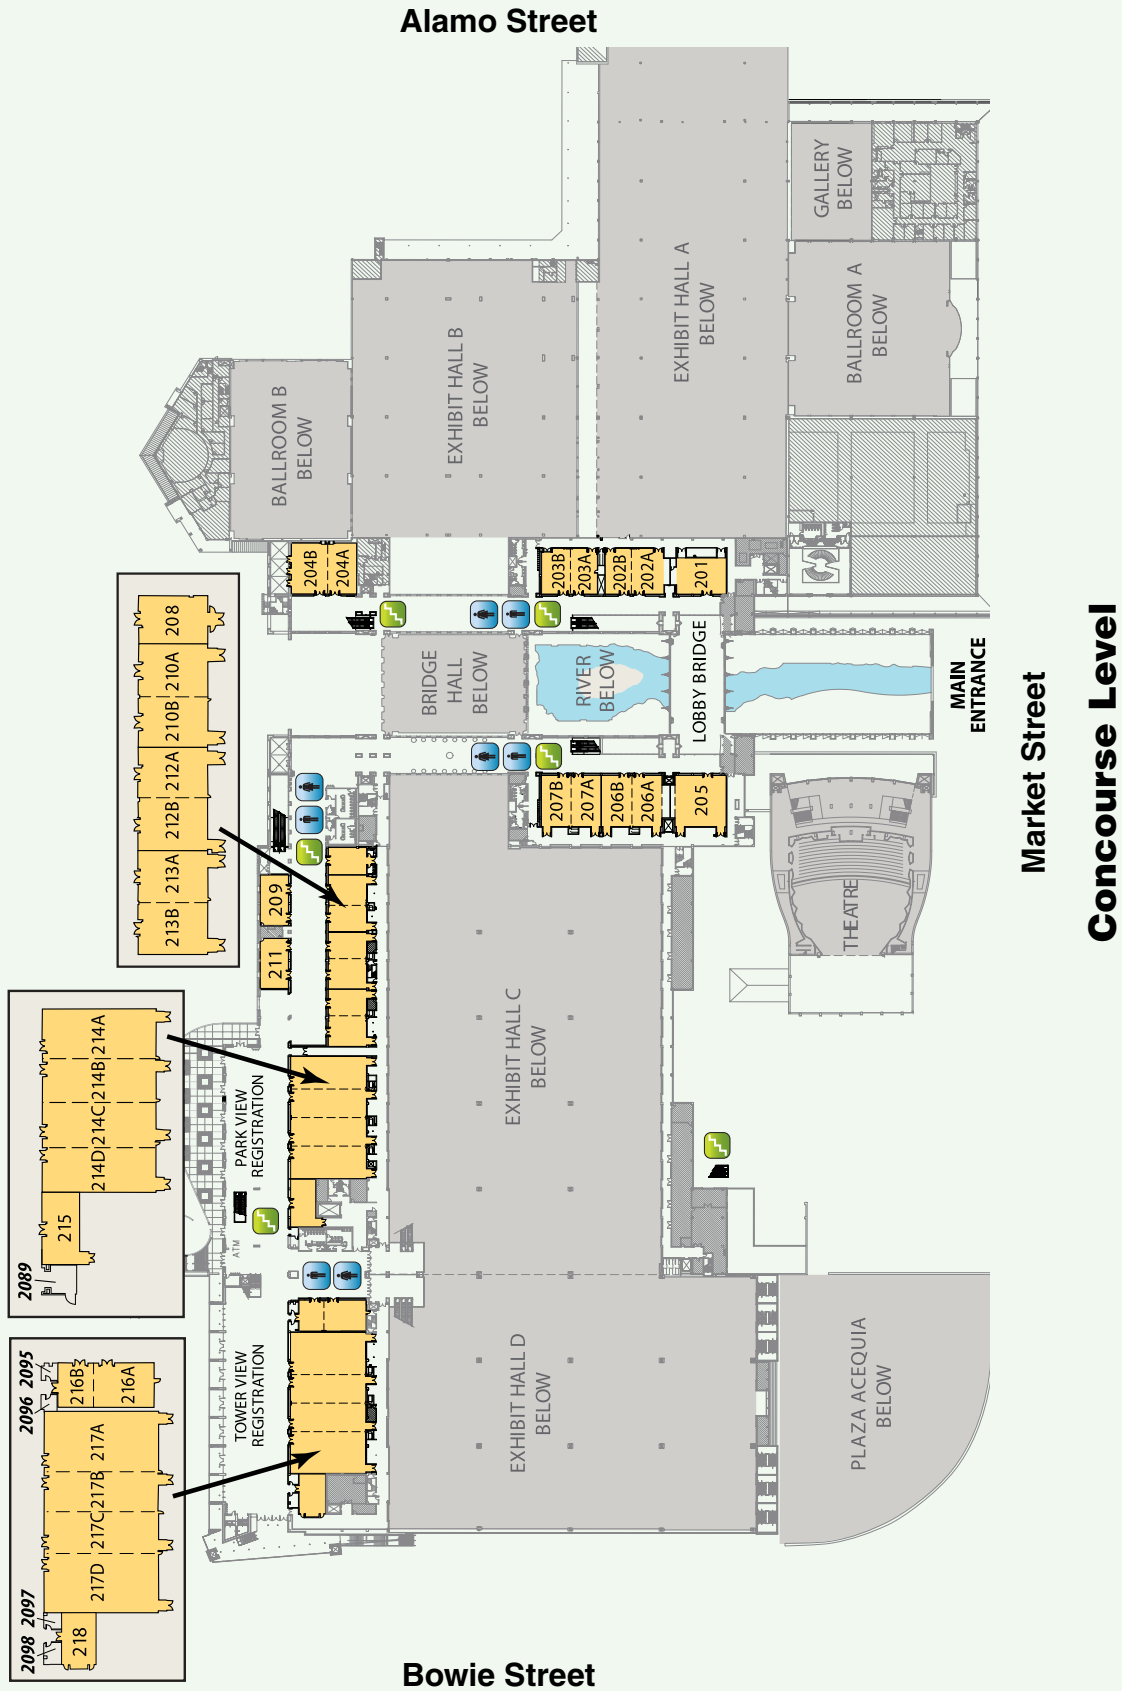 Alamo Street
GALLERY
BELOW
EXHIBIT HALL A
BELOW
BALLROOM A
BELOW
EXHIBIT HALL B
BELOW
BALLROOM B
BELOW
204B
204A
203B
203A
202B
202A
201
208
210A
210B
212A
212B
213A
213B
BRIDGE
HALL
BELOW
RIVER
BELOW
LOBBY BRIDGE
MAIN
ENTRANCE
Market Street
Concourse Level
207B
207A
206B
206A
205
209
211
THEATRE
EXHIBIT HALL C
BELOW
214A
214B
214C
214D
215
2089
PARK VIEW
REGISTRATION
ATM
TOWER VIEW
REGISTRATION
EXHIBIT HALL D
BELOW
PLAZA ACEQUIA
BELOW
2095
2096
216B
216A
217A
217B
217C
217D
2097
2098
218
Bowie Street